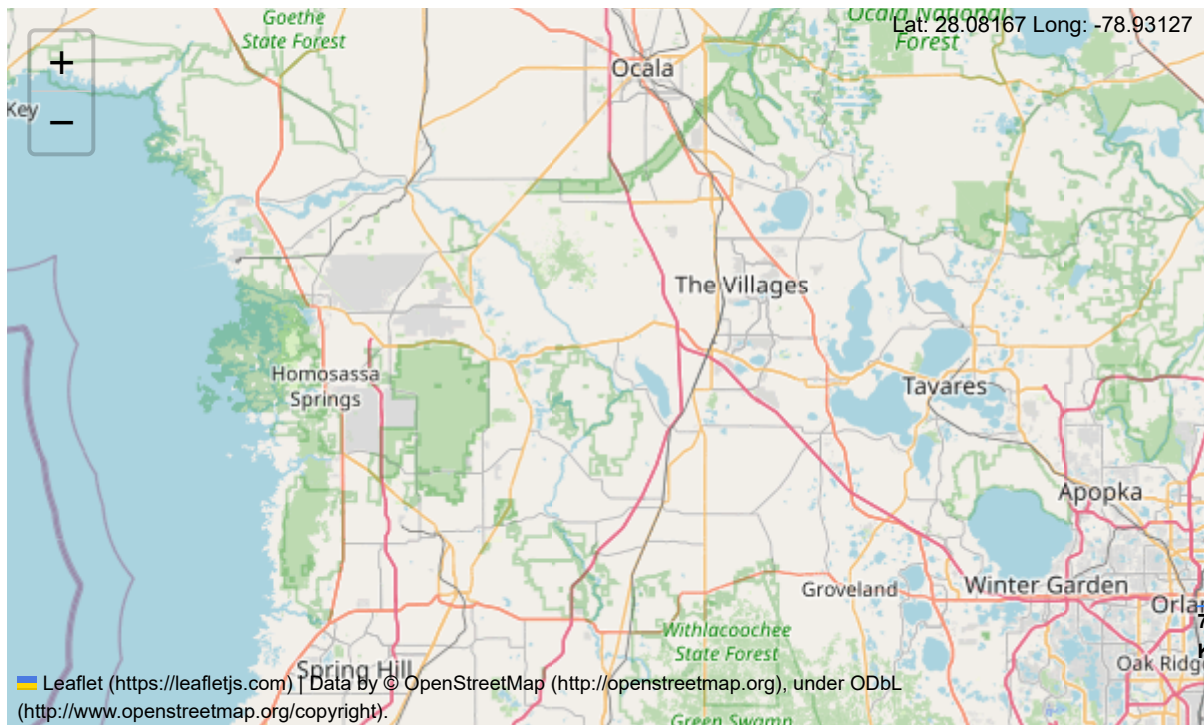 Goethe
State Forest
Ocala National
Forest
Lat: 28.08167 Long: -78.93127
+
Ocala
Key
−
The Villages
Homosassa
Springs
Tavares
Apopka
Groveland
Winter Garden
Orla
7
Withlacoochee
State Forest
Oak Ridg
Spring Hill
Leaflet (https://leafletjs.com) | Data by © OpenStreetMap (http://openstreetmap.org), under ODbL
(http://www.openstreetmap.org/copyright).
Green Swamp